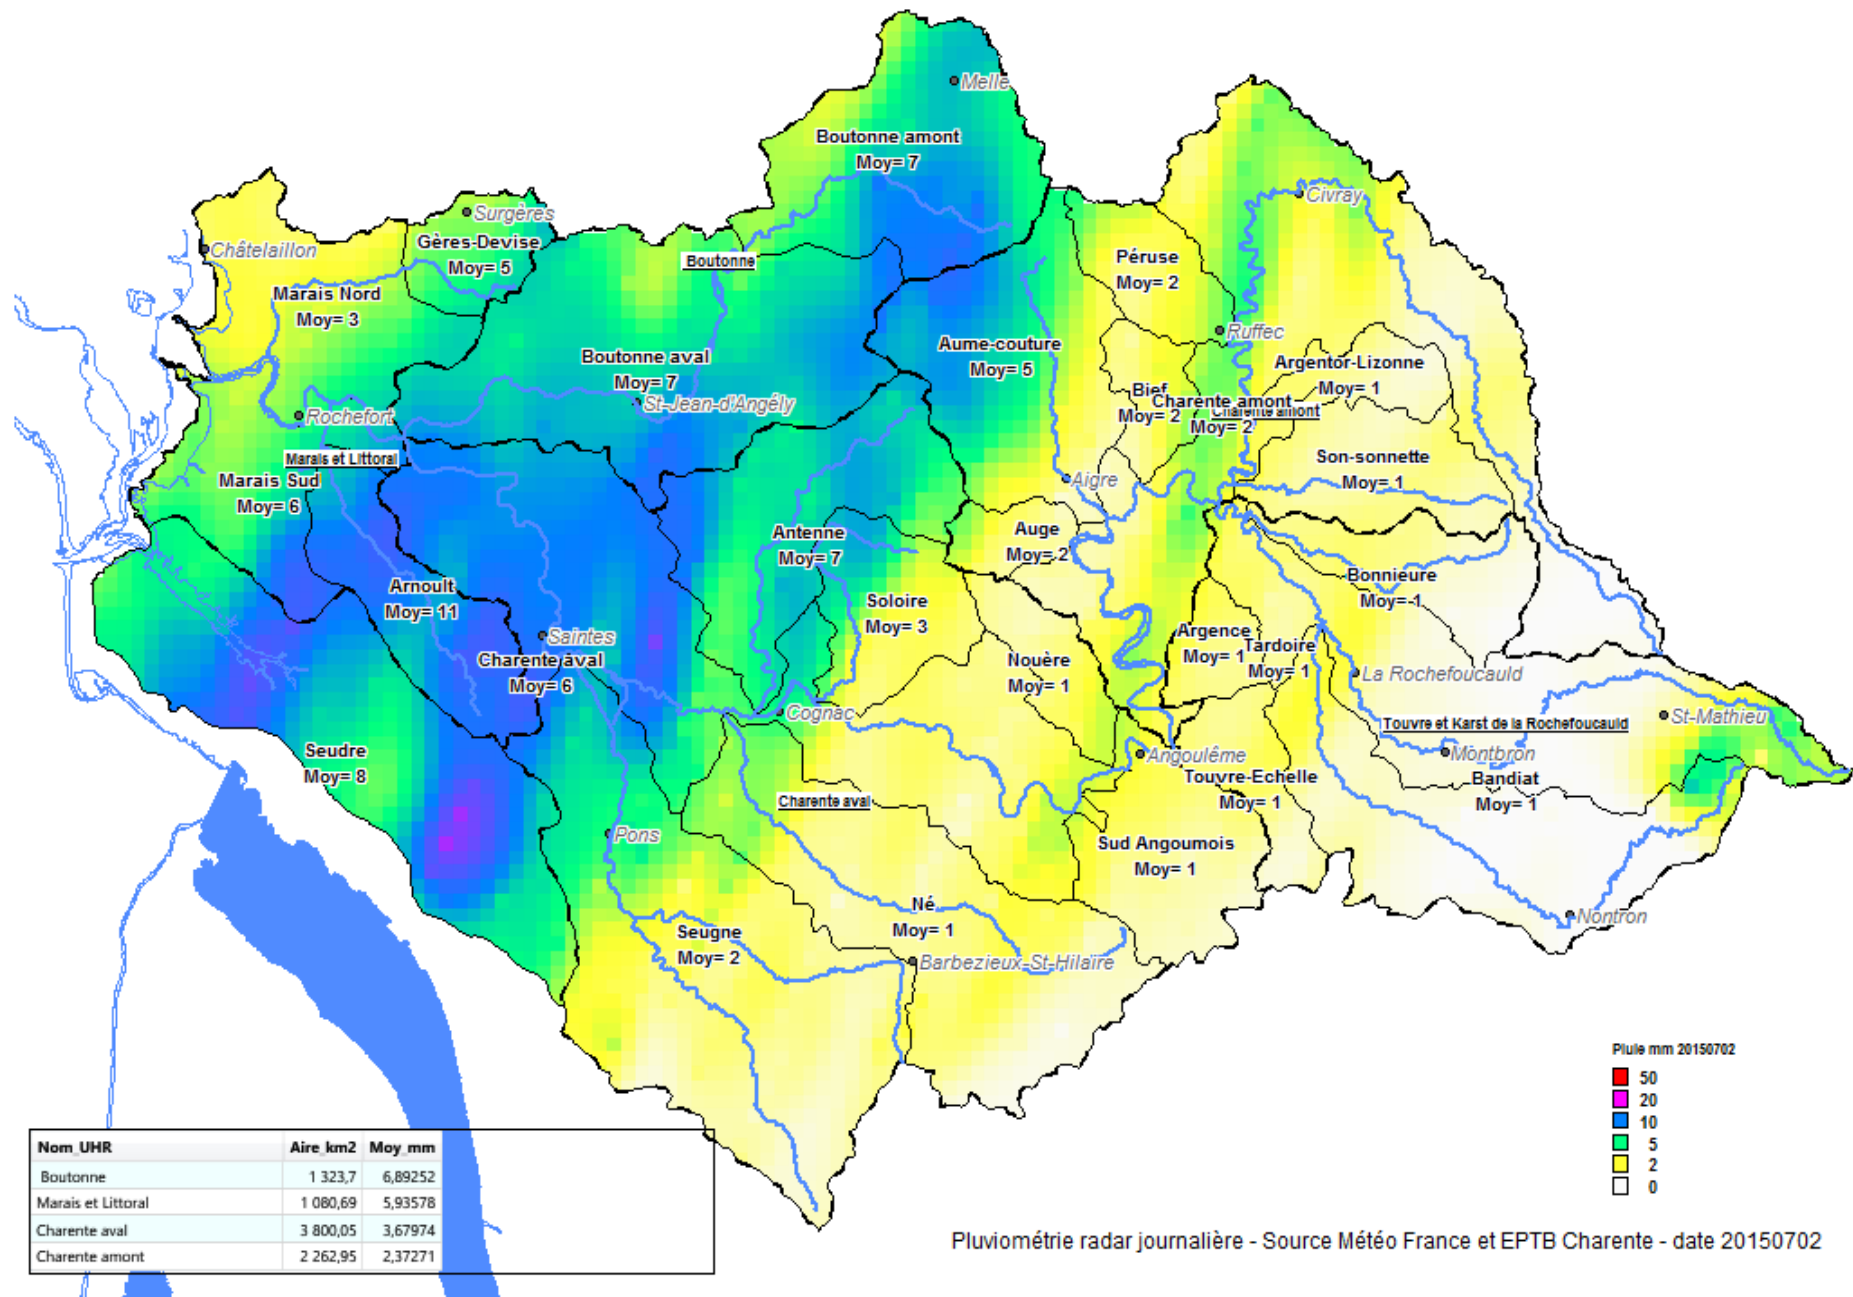 Melle
Boutonne amont
Moy= 7
Civray
Surgères
Châtelaillon
Gères-Devise
Moy= 5
Boutonne
Péruse
Moy= 2
Marais Nord
Moy= 3
Ruffec
Aume-couture
Moy= 5
Boutonne aval
Moy= 7
Argentor-Lizonne
Moy= 1
St-Jean-d'Angély
Bief
Moy= 2
Charente amont
Moy= 2
Charente amont
Rochefort
Marais et Littoral
Son-sonnette
Moy= 1
Marais Sud
Moy= 6
Aigre
Antenne
Moy= 7
Auge
Moy= 2
Arnoult
Moy= 11
Bonnieure
Moy= 1
Soloire
Moy= 3
Saintes
Argence
Moy= 1
Tardoire
Moy= 1
Charente aval
Moy= 6
Nouère
Moy= 1
La Rochefoucauld
Cognac
St-Mathieu
Touvre et Karst de la Rochefoucauld
Seudre
Moy= 8
Angoulême
Montbron
Touvre-Echelle
Moy= 1
Bandiat
Moy= 1
Charente aval
Pons
Sud Angoumois
Moy= 1
Né
Moy= 1
Nontron
Seugne
Moy= 2
Barbezieux-St-Hilaire
Pluie mm 20150702
50
20
10
5
2
0
Nom_UHR Aire_km2 Moy_mm
Boutonne 1 323,7 6,89252
Marais et Littoral 1 080,69 5,93578
Charente aval 3 800,05 3,67974
Charente amont 2 262,95 2,37271
Pluviométrie radar journalière - Source Météo France et EPTB Charente - date 20150702